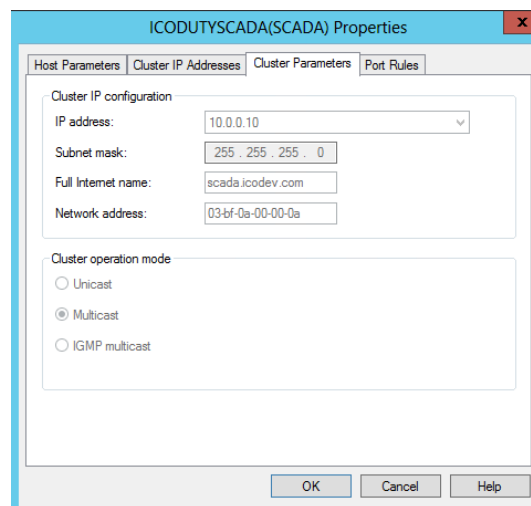 ICODUTYSCADA(SCADA) Properties
x
Host Parameters Cluster IP Addresses Cluster Parameters Port Rules
Cluster IP configuration
IP address: 10.0.0.10
Subnet mask: 255 . 255 . 255 . 0
Full Internet name: scada.icodev.com
Network address: 03-bf-0a-00-00-0a
Cluster operation mode
Unicast
Multicast
IGMP multicast
OK Cancel Help